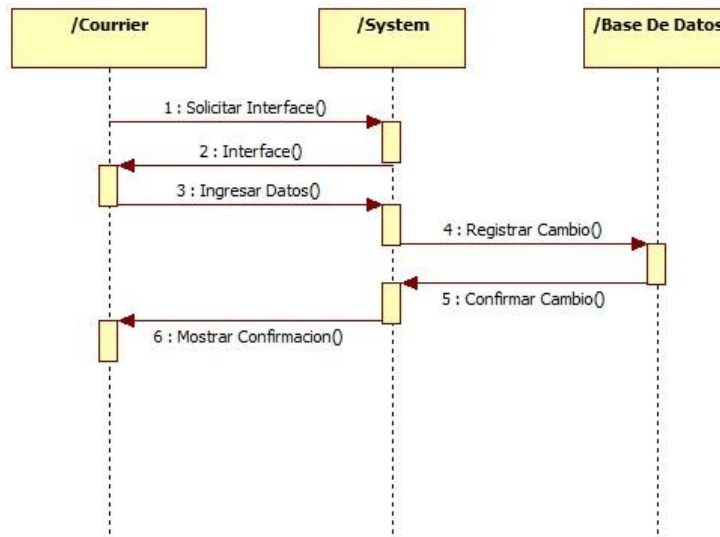 /Courrier
/System
/Base De Datos
1 : Solicitar Interface()
2 : Interface()
3 : Ingresar Datos()
4 : Registrar Cambio()
5 : Confirmar Cambio()
6 : Mostrar Confirmacion()